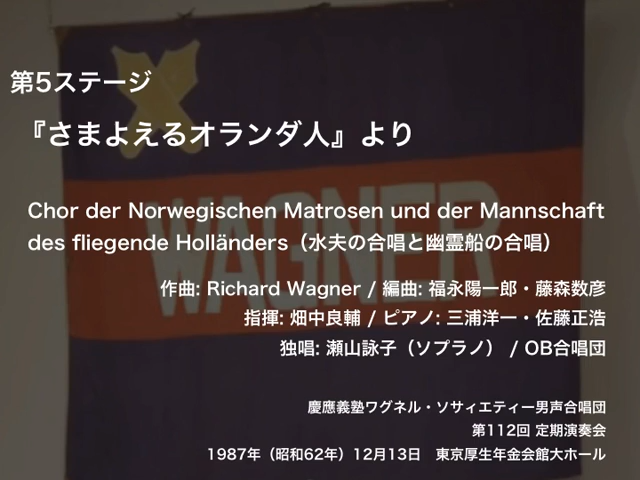 第5ステージ
『さまよえるオランダ人』より
WAGNER
Chor der Norwegischen Matrosen und der Mannschaft
des fliegende Holländers（水夫の合唱と幽霊船の合唱）
作曲: Richard Wagner / 編曲: 福永陽一郎・藤森数彦
指揮: 畑中良輔 / ピアノ: 三浦洋一・佐藤正浩
独唱: 瀬山詠子（ソプラノ） / OB合唱団
慶應義塾ワグネル・ソサィエティー男声合唱団
第112回 定期演奏会
1987年（昭和62年）12月13日　東京厚生年金会館大ホール